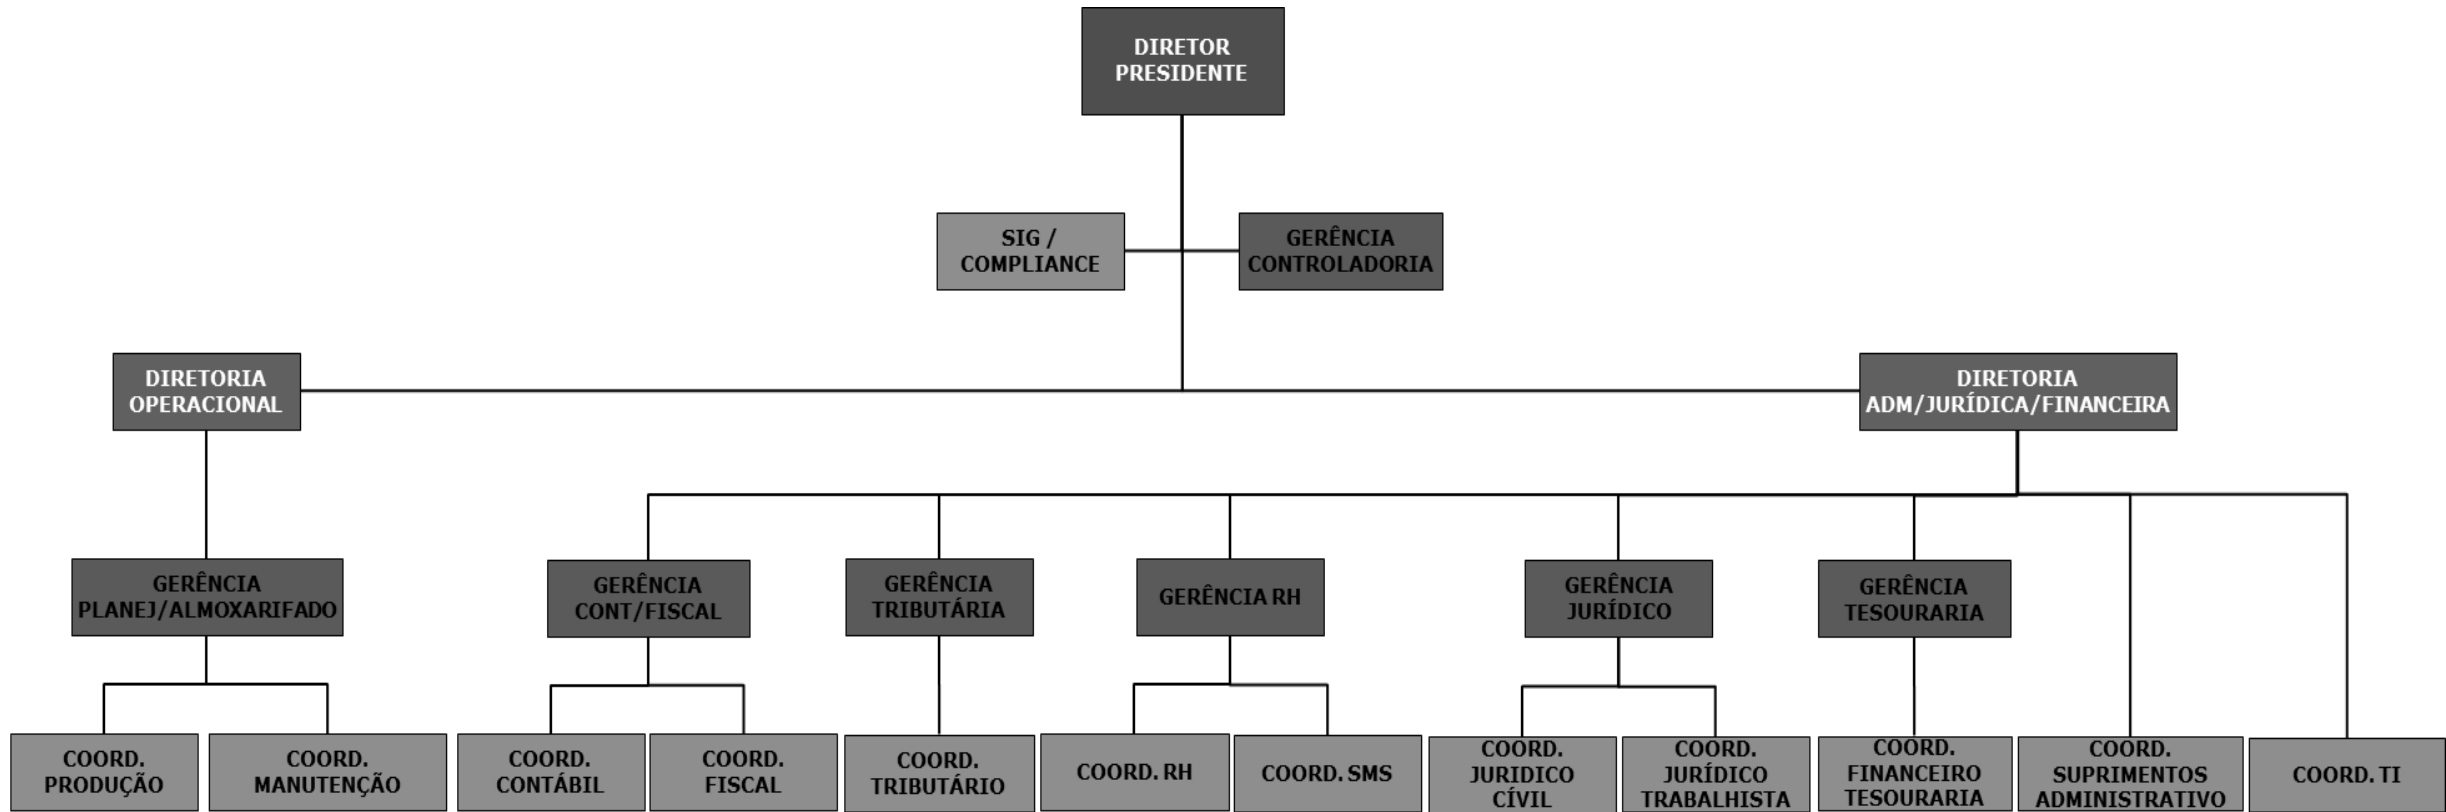 DIRETOR
PRESIDENTE
SIG /
COMPLIANCE
GERÊNCIA
CONTROLADORIA
DIRETORIA
OPERACIONAL
DIRETORIA
ADM/JURÍDICA/FINANCEIRA
GERÊNCIA
PLANEJ/ALMOXARIFADO
GERÊNCIA
CONT/FISCAL
GERÊNCIA
TRIBUTÁRIA
GERÊNCIA RH
GERÊNCIA
JURÍDICO
GERÊNCIA
TESOURARIA
COORD.
PRODUÇÃO
COORD.
MANUTENÇÃO
COORD.
CONTÁBIL
COORD.
FISCAL
COORD.
TRIBUTÁRIO
COORD. RH
COORD. SMS
COORD.
JURIDICO
CÍVIL
COORD.
JURÍDICO
TRABALHISTA
COORD.
FINANCEIRO
TESOURARIA
COORD.
SUPRIMENTOS
ADMINISTRATIVO
COORD. TI